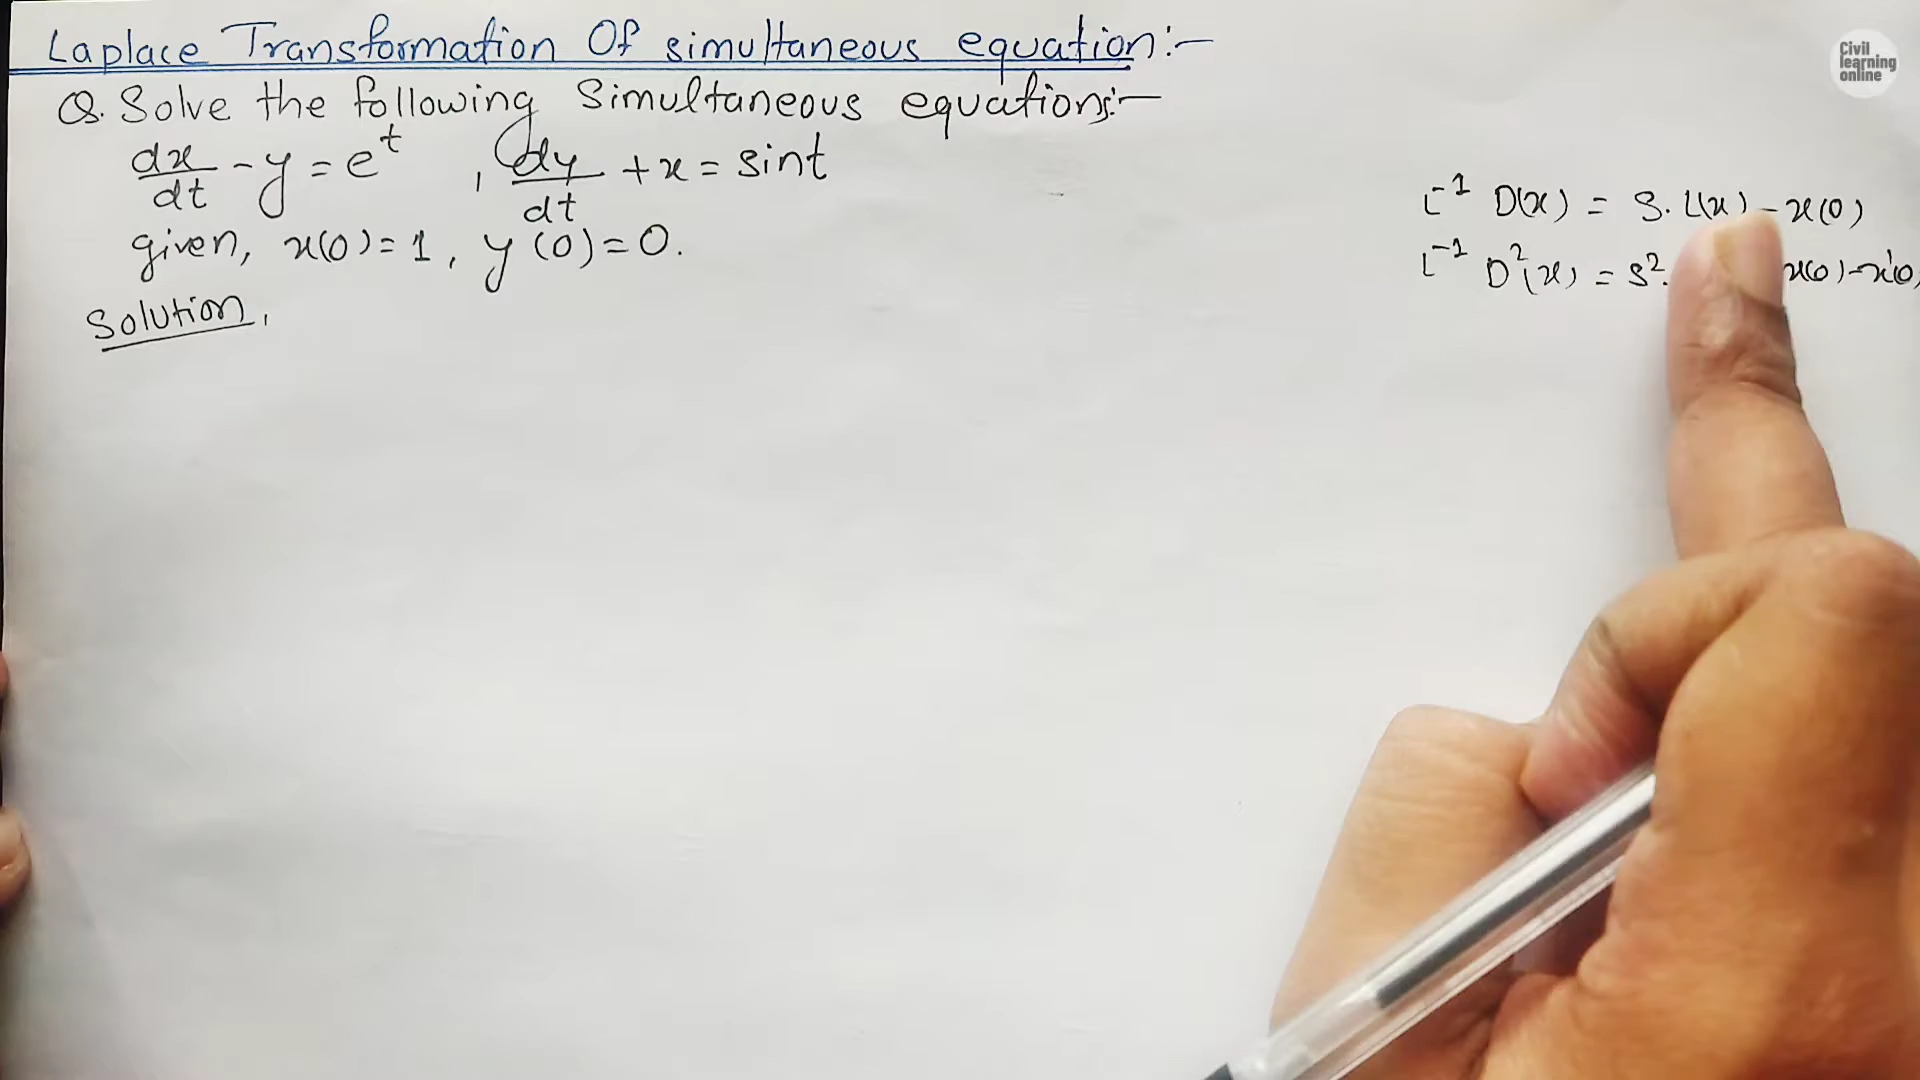 Laplace Transformation Of simultaneous equation:-
Q. Solve the following Simultaneous equations:-
dx/dt - y = e^t , dy/dt + x = sint
given, x(0)=1, y(0)=0.
Solution,
L^-1 D(x) = S. L(x) - x(0)
L^-1 D^2(x) = S^2. x(0)-x'(0)
Civil
learning
online